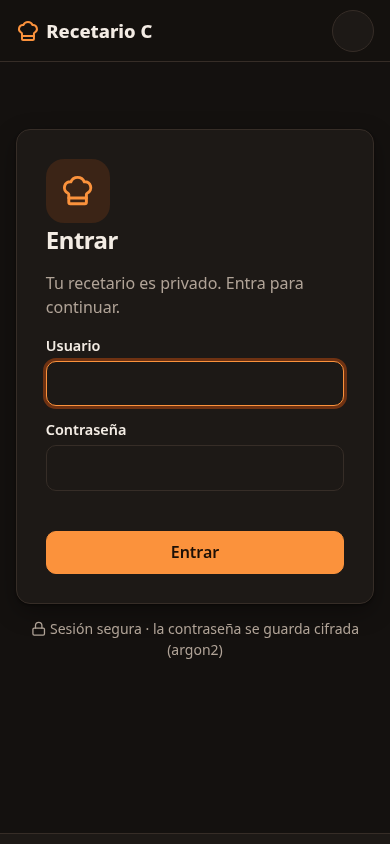 Recetario C
Entrar
Tu recetario es privado. Entra para
continuar.
Usuario
Contraseña
Entrar
Sesión segura · la contraseña se guarda cifrada
(argon2)